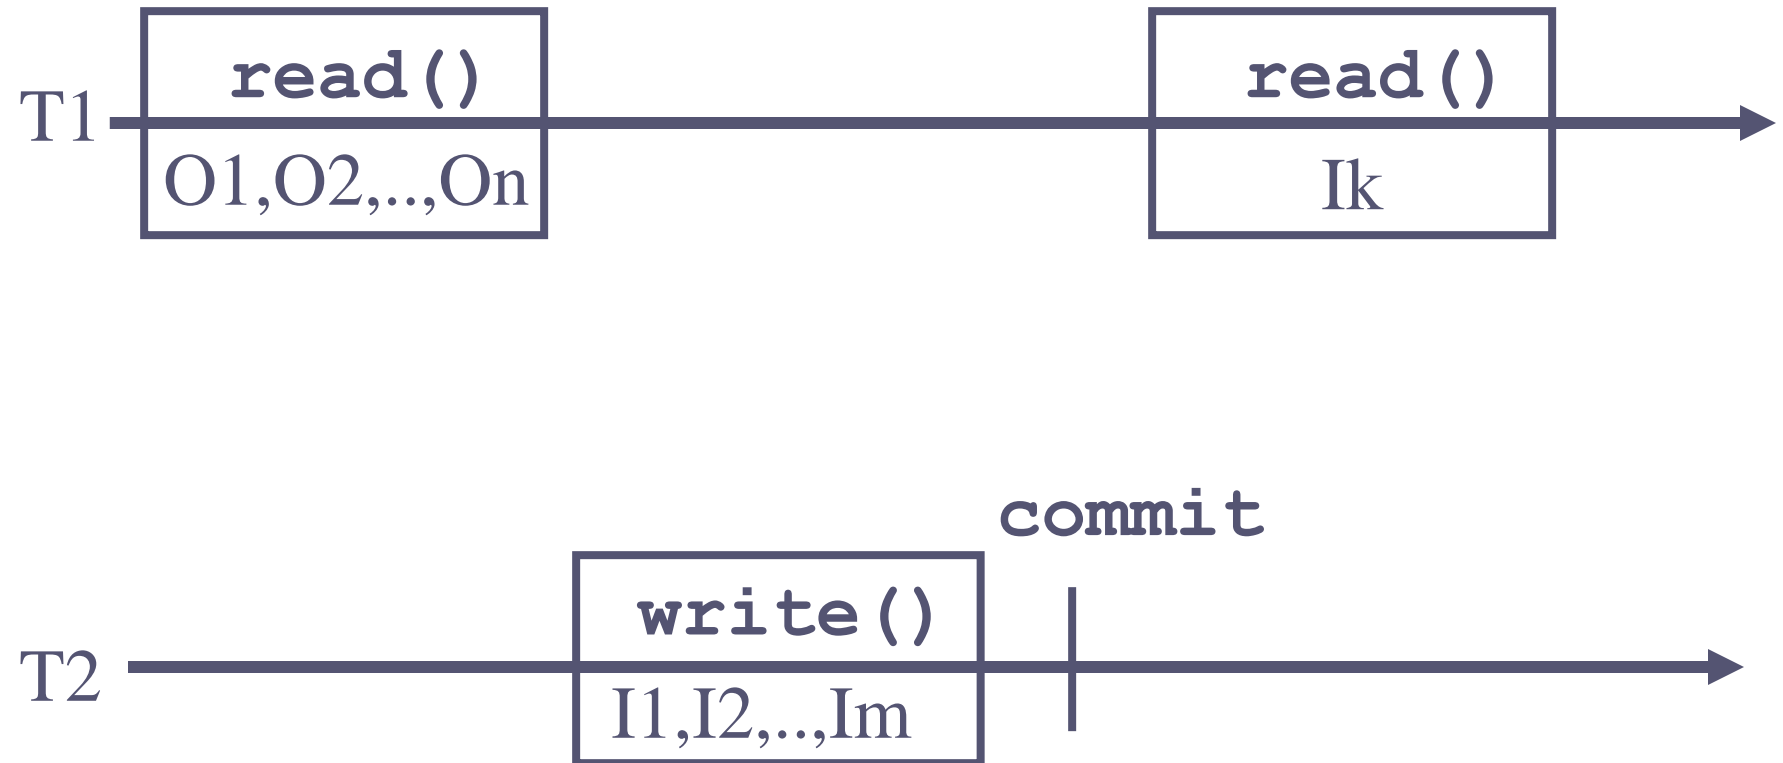 read()
read()
T1
O1,O2,..,On
Ik
commit
write()
T2
I1,I2,..,Im